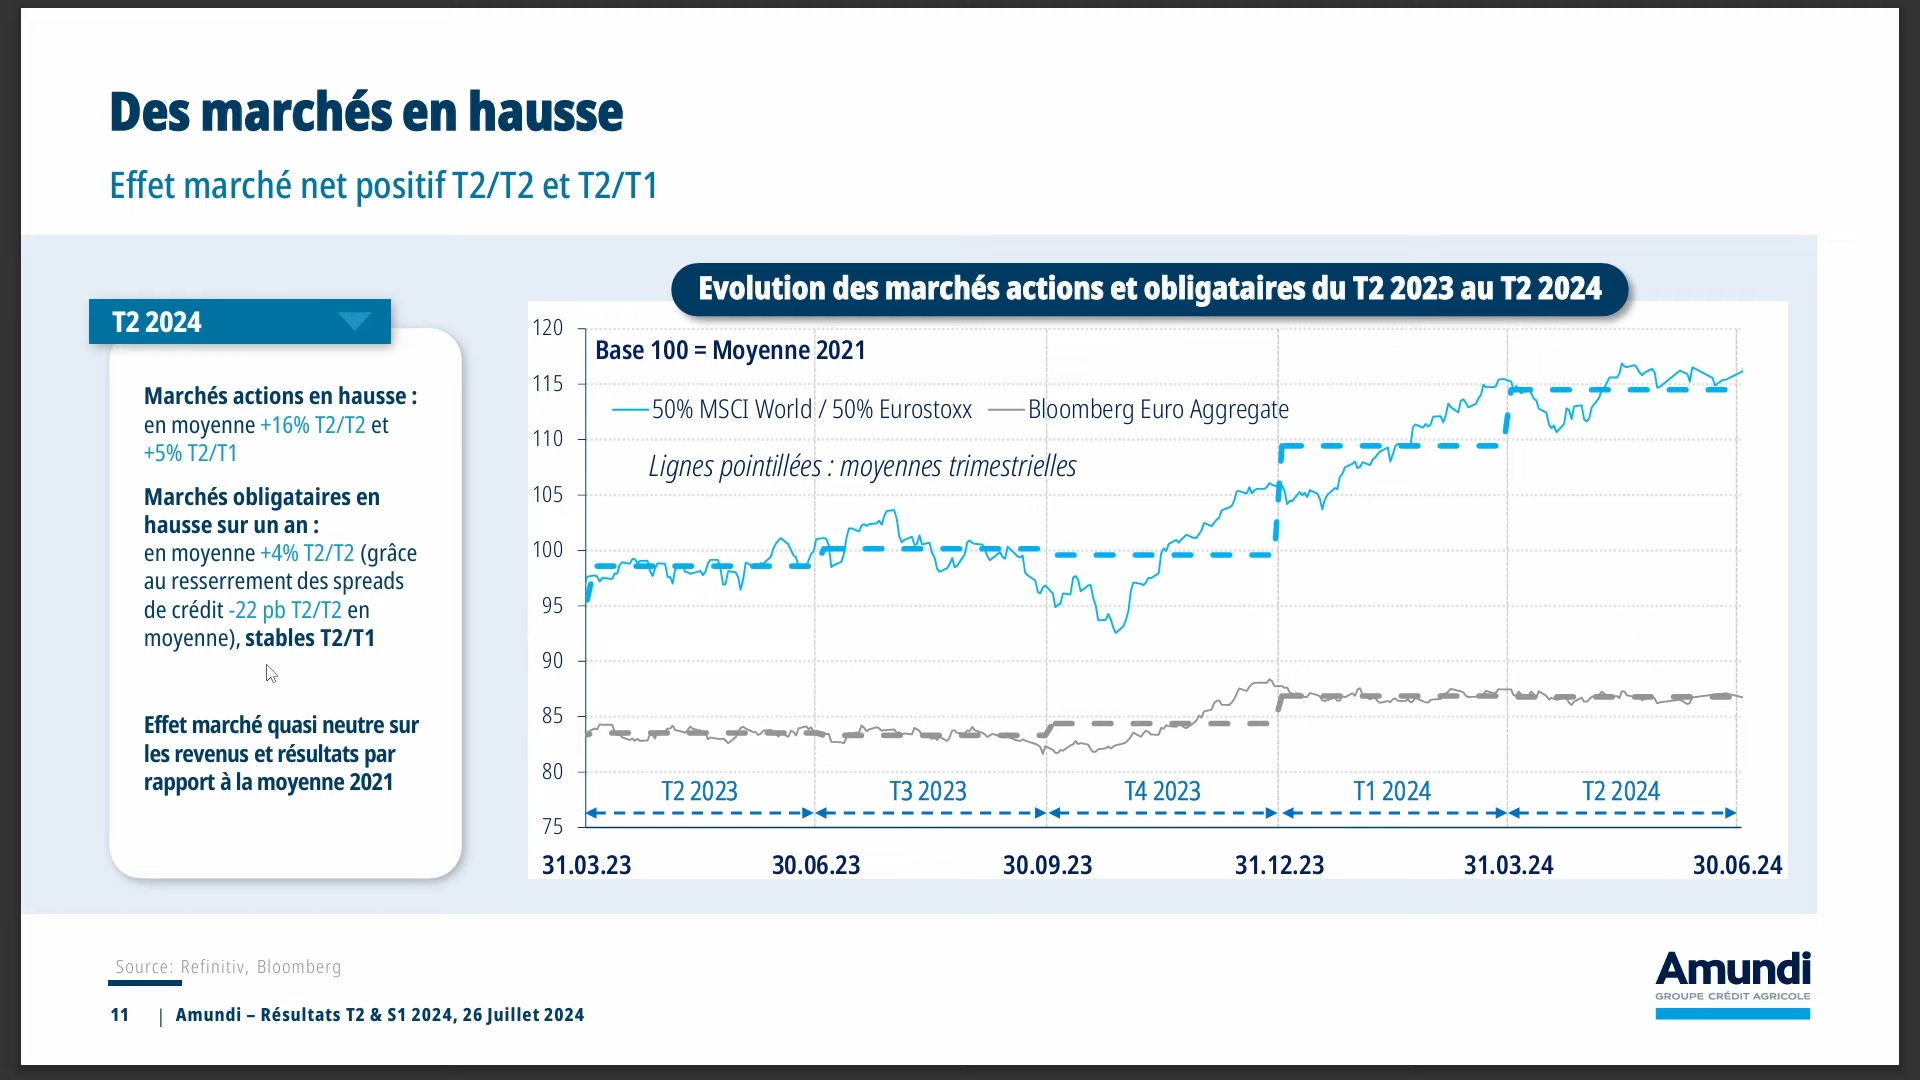 Des marchés en hausse
Effet marché net positif T2/T2 et T2/T1
T2 2024
Marchés actions en hausse :
en moyenne +16% T2/T2 et
+5% T2/T1
Marchés obligataires en
hausse sur un an :
en moyenne +4% T2/T2 (grâce
au resserrement des spreads
de crédit -22 pb T2/T2 en
moyenne), stables T2/T1
Effet marché quasi neutre sur
les revenus et résultats par
rapport à la moyenne 2021
Evolution des marchés actions et obligataires du T2 2023 au T2 2024
Base 100 = Moyenne 2021
50% MSCI World / 50% Eurostoxx
Bloomberg Euro Aggregate
Lignes pointillées : moyennes trimestrielles
120
115
110
105
100
95
90
85
80
75
T2 2023
T3 2023
T4 2023
T1 2024
T2 2024
31.03.23
30.06.23
30.09.23
31.12.23
31.03.24
30.06.24
Source: Refinitiv, Bloomberg
11 | Amundi – Résultats T2 & S1 2024, 26 Juillet 2024
Amundi
GROUPE CRÉDIT AGRICOLE